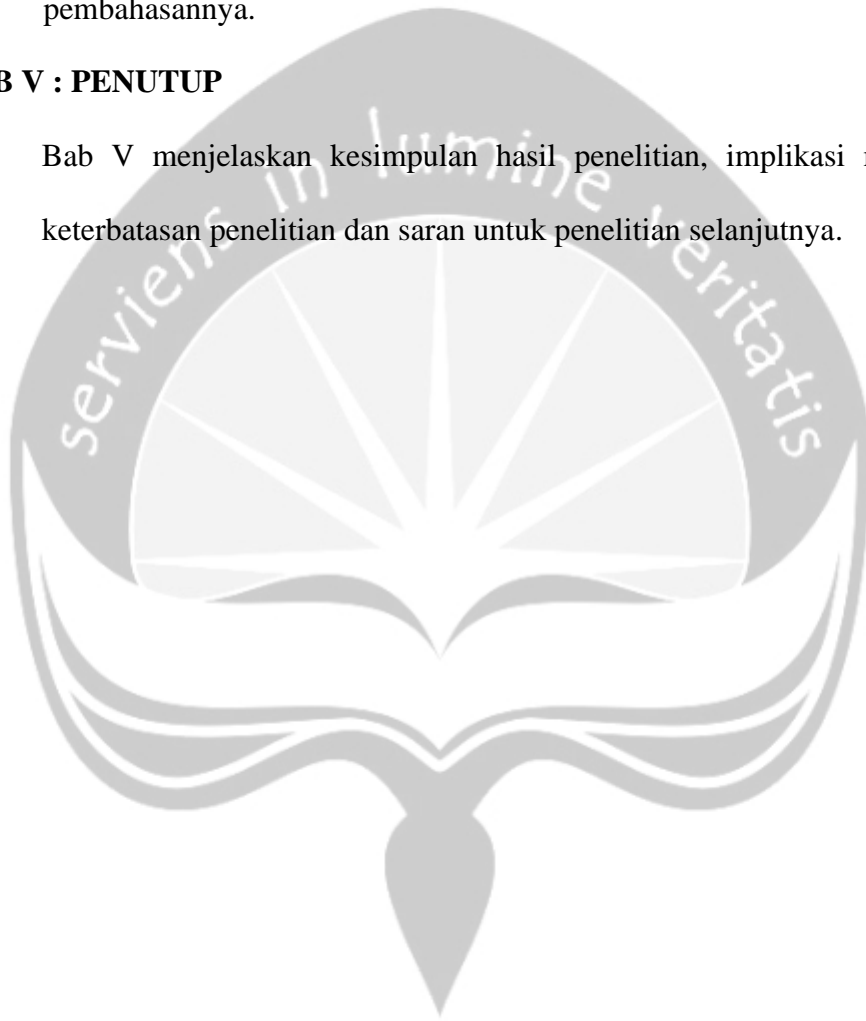 pembahasannya.
B V : PENUTUP
Bab V menjelaskan kesimpulan hasil penelitian, implikasi
keterbatasan penelitian dan saran untuk penelitian selanjutnya.
serviens in lumine veritatis